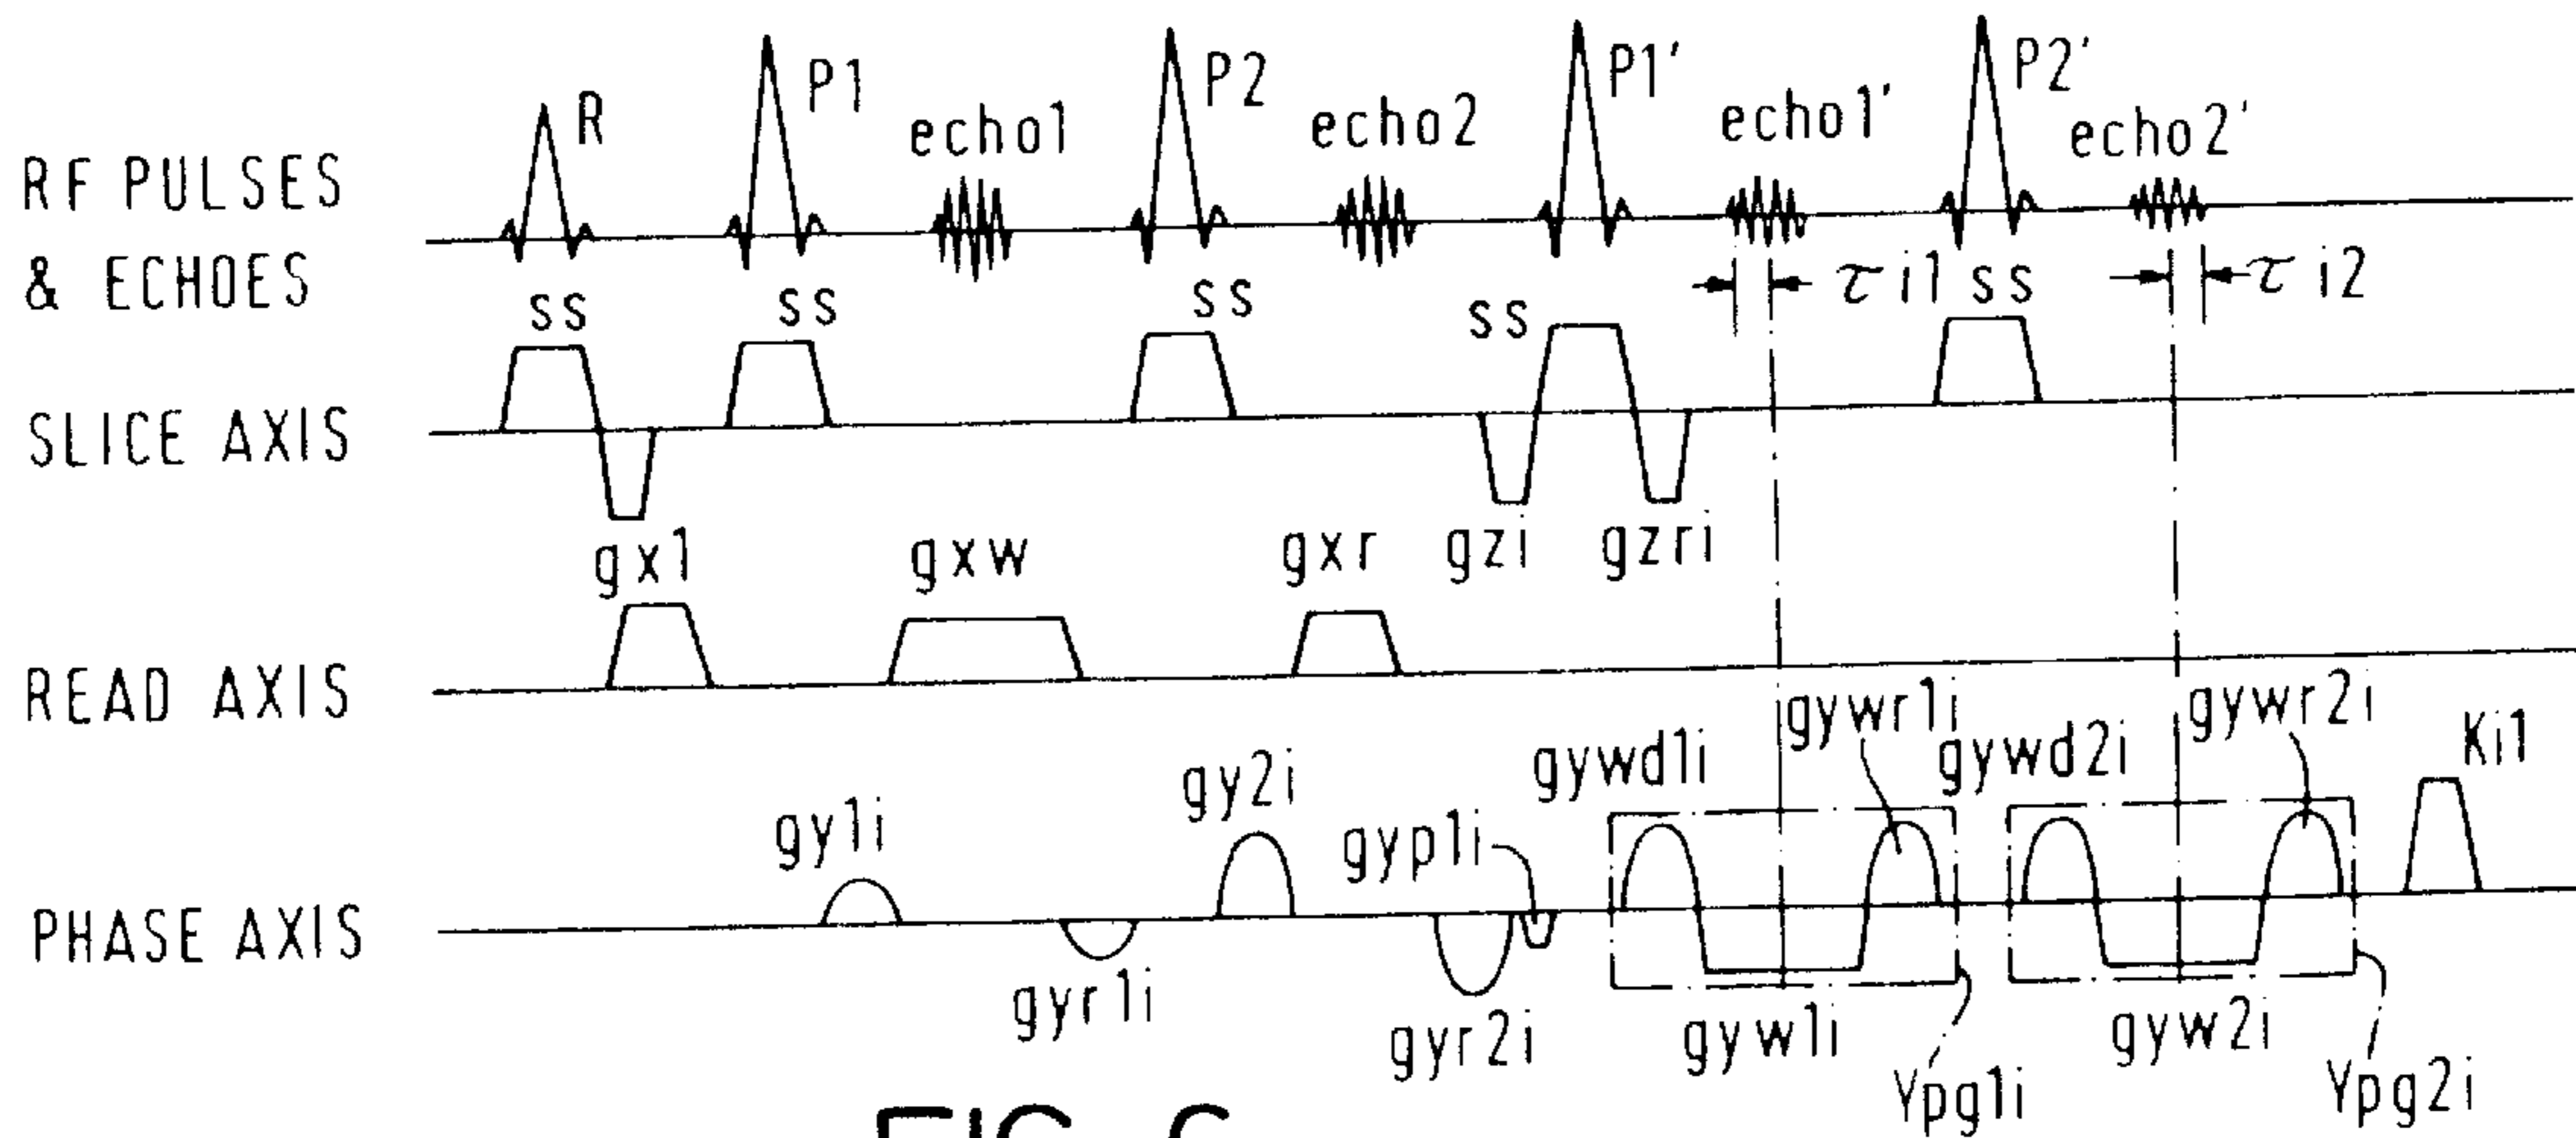 RF PULSES
& ECHOES
R
P1
echo1
P2
echo2
P1'
echo1'
P2'
echo2'
τi1
τi2
SLICE AXIS
ss
ss
ss
ss
ss
gzi
gzri
READ AXIS
gx1
gxw
gxr
PHASE AXIS
gy1i
gyr1i
gy2i
gyr2i
gyp1i
gywd1i
gywr1i
gywd2i
gywr2i
Ki1
gyw1i
Ypg1i
gyw2i
Ypg2i
FIG. 6